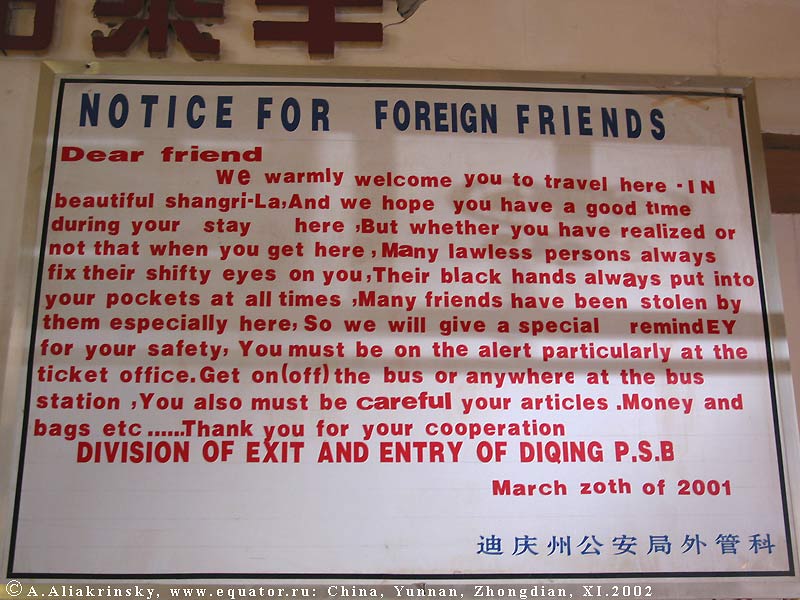 NOTICE FOR FOREIGN FRIENDS
Dear friend
We warmly welcome you to travel here - IN
beautiful shangri-La,And we hope you have a good time
during your stay here ,But whether you have realized or
not that when you get here , Many lawless persons always
fix their shifty eyes on you,Their black hands always put into
your pockets at all times ,Many friends have been stolen by
them especially here, So we will give a special remindEY
for your safety, You must be on the alert particularly at the
ticket office.Get on(off)the bus or anywhere at the bus
station ,You also must be careful your articles .Money and
bags etc ......Thank you for your cooperation
DIVISION OF EXIT AND ENTRY OF DIQING P.S.B
March zoth of 2001
迪庆州公安局外管科
© A.Aliakrinsky, www.equator.ru: China, Yunnan, Zhongdian, XI.2002